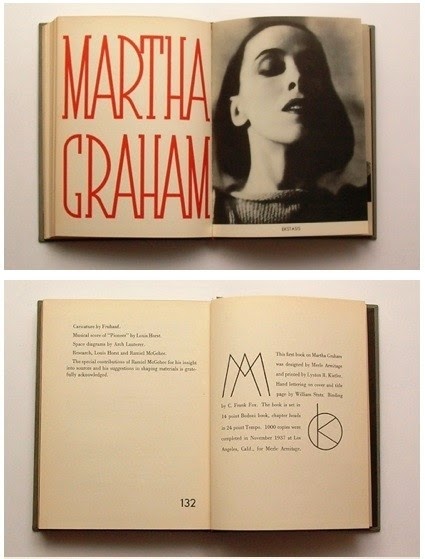 MARTHA
GRAHAM
Caricature by Fruhauf.
Musical score of by Louis Horst.
Space diagrams by Arch Lauterer.
Research, Louis Horst and Ramiel McGehee.
The special contributions of Ramiel McGehee for his insight
into sources and his suggestions in shaping materials is grate-
fully acknowledged.
132
MA
This first book on Martha Graham
was designed by Merle Armitage
and printed by Lynton R. Kistler.
Hand lettering on cover and title
page by William Stutz. Binding
by C. Frank Fox. The book is set in
14 point Bodoni book, chapter heads
in 24 point Tempo. 1000 copies were
completed in November 1937 at Los
Angeles, Calif., for Merle Armitage.
k